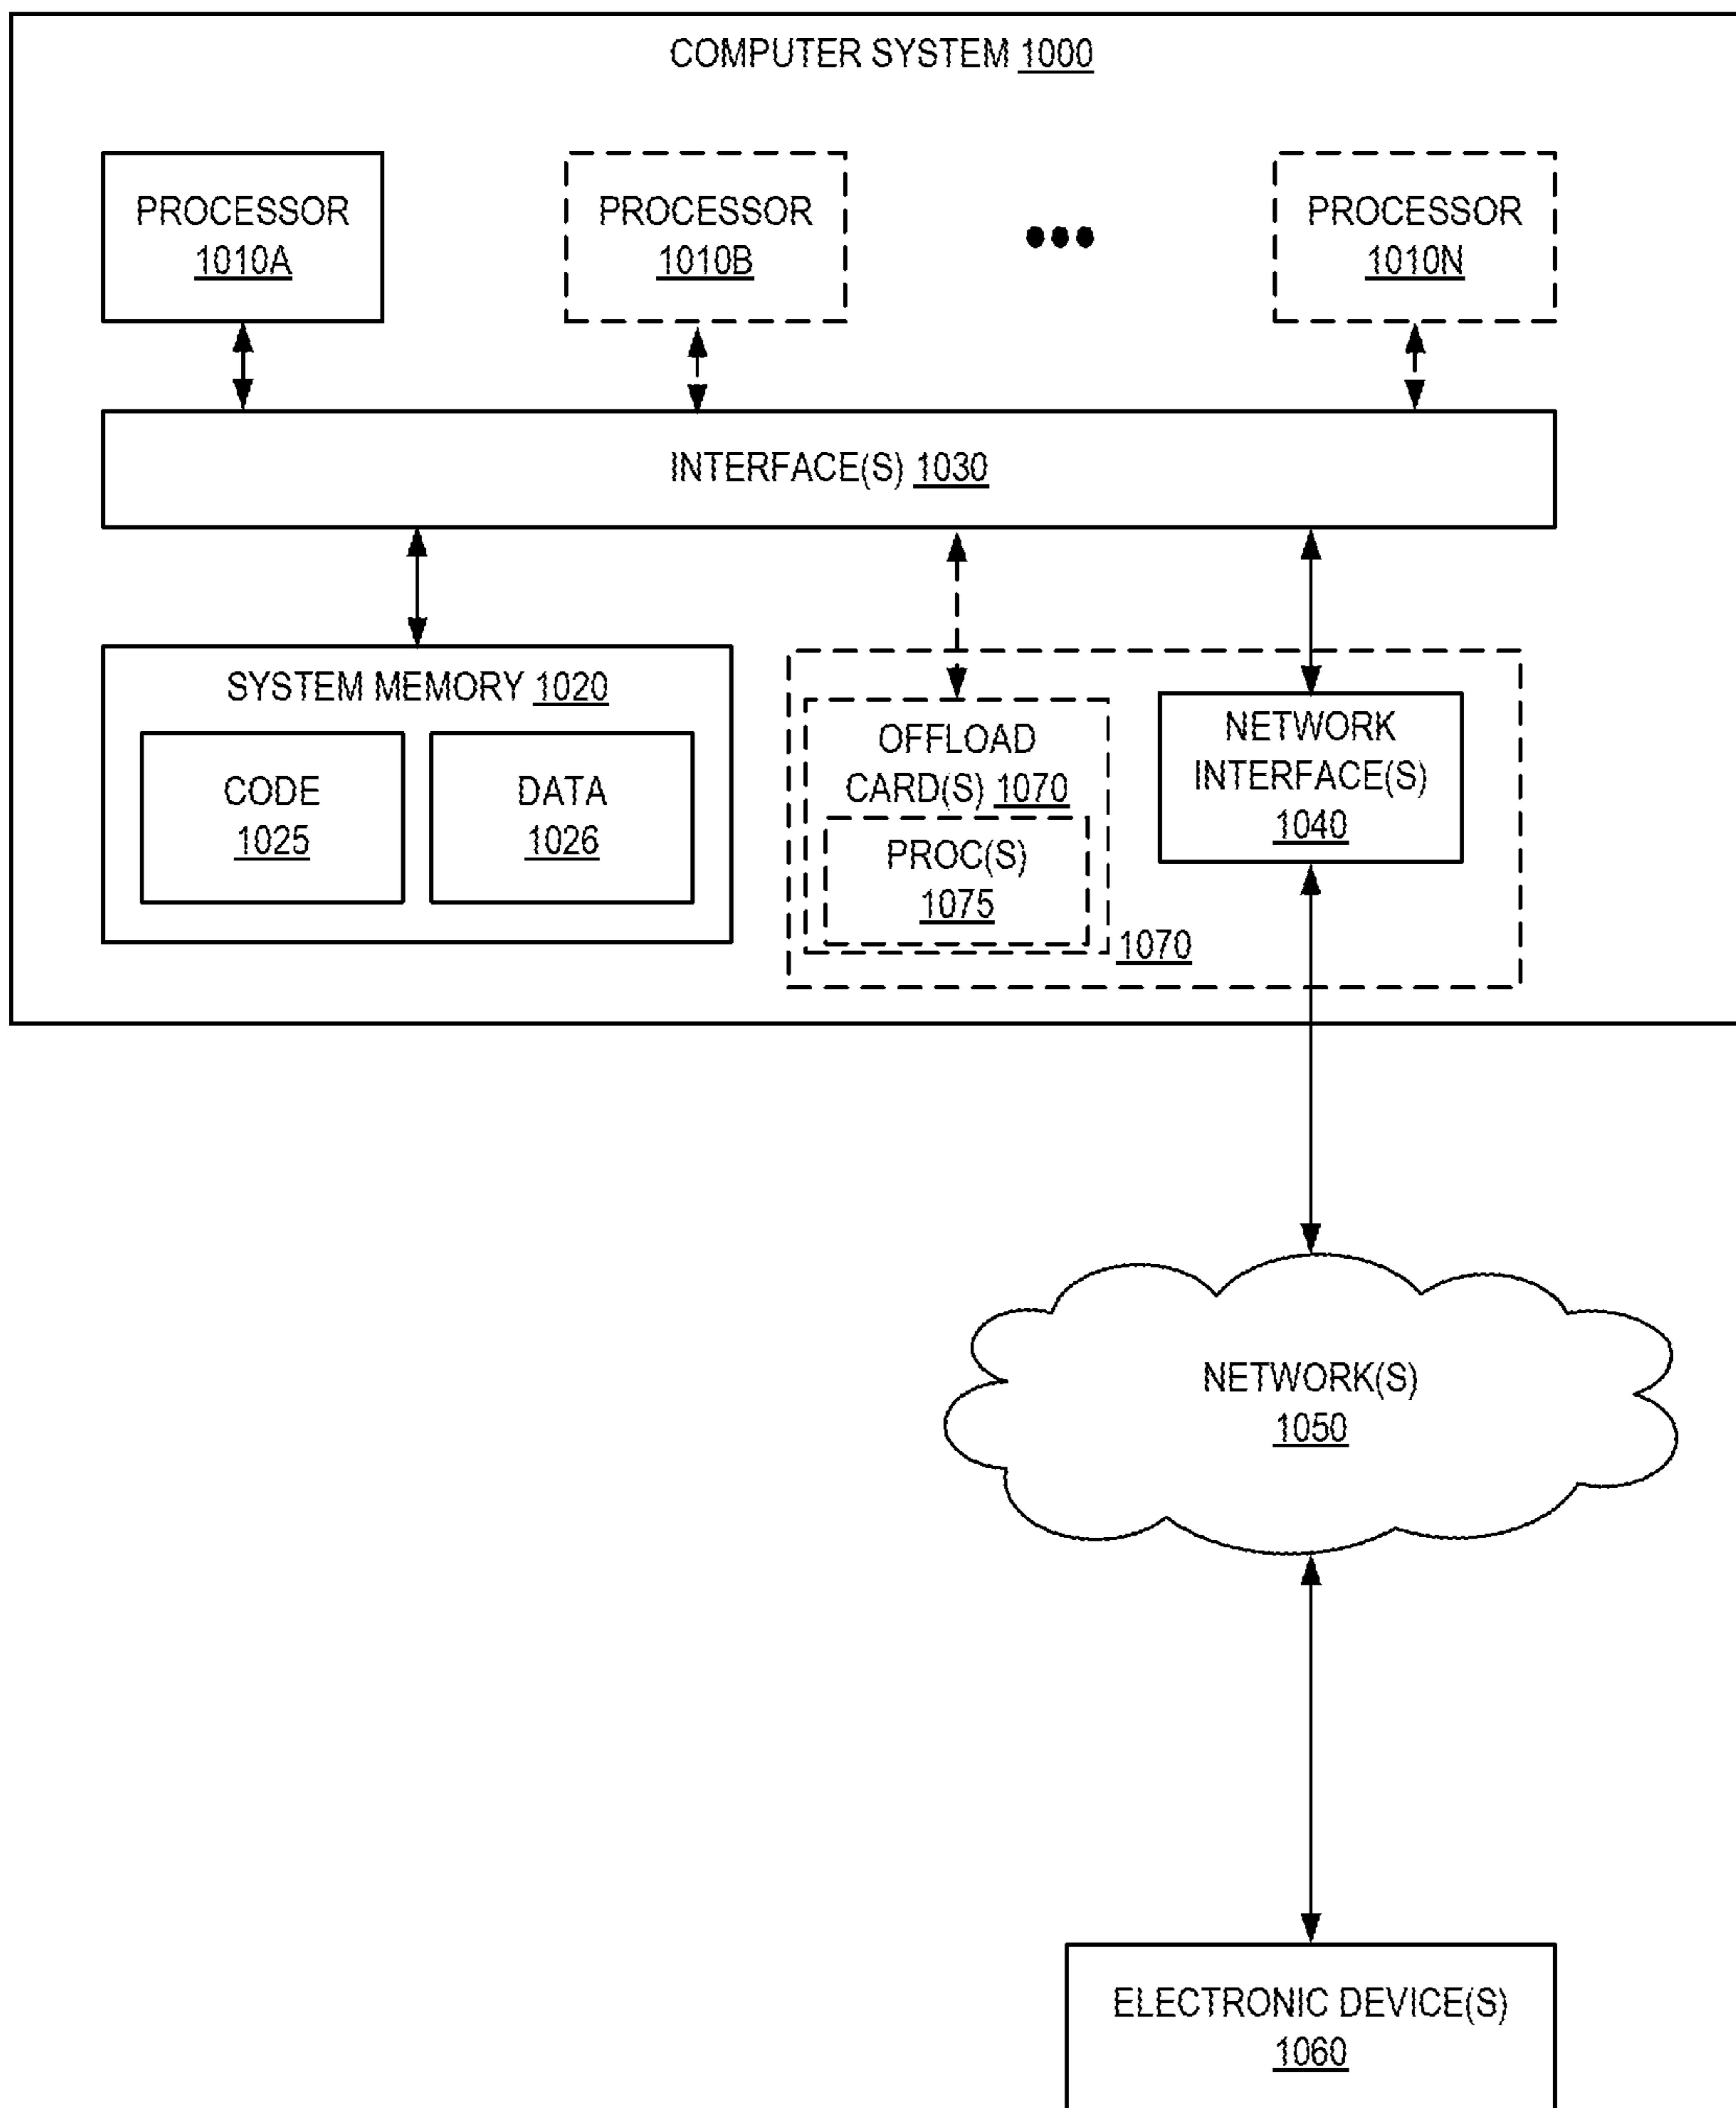 COMPUTER SYSTEM 1000
PROCESSOR
1010A
PROCESSOR
1010B
PROCESSOR
1010N
INTERFACE(S) 1030
SYSTEM MEMORY 1020
CODE
1025
DATA
1026
OFFLOAD
CARD(S) 1070
PROC(S)
1075
1070
NETWORK
INTERFACE(S)
1040
NETWORK(S)
1050
ELECTRONIC DEVICE(S)
1060